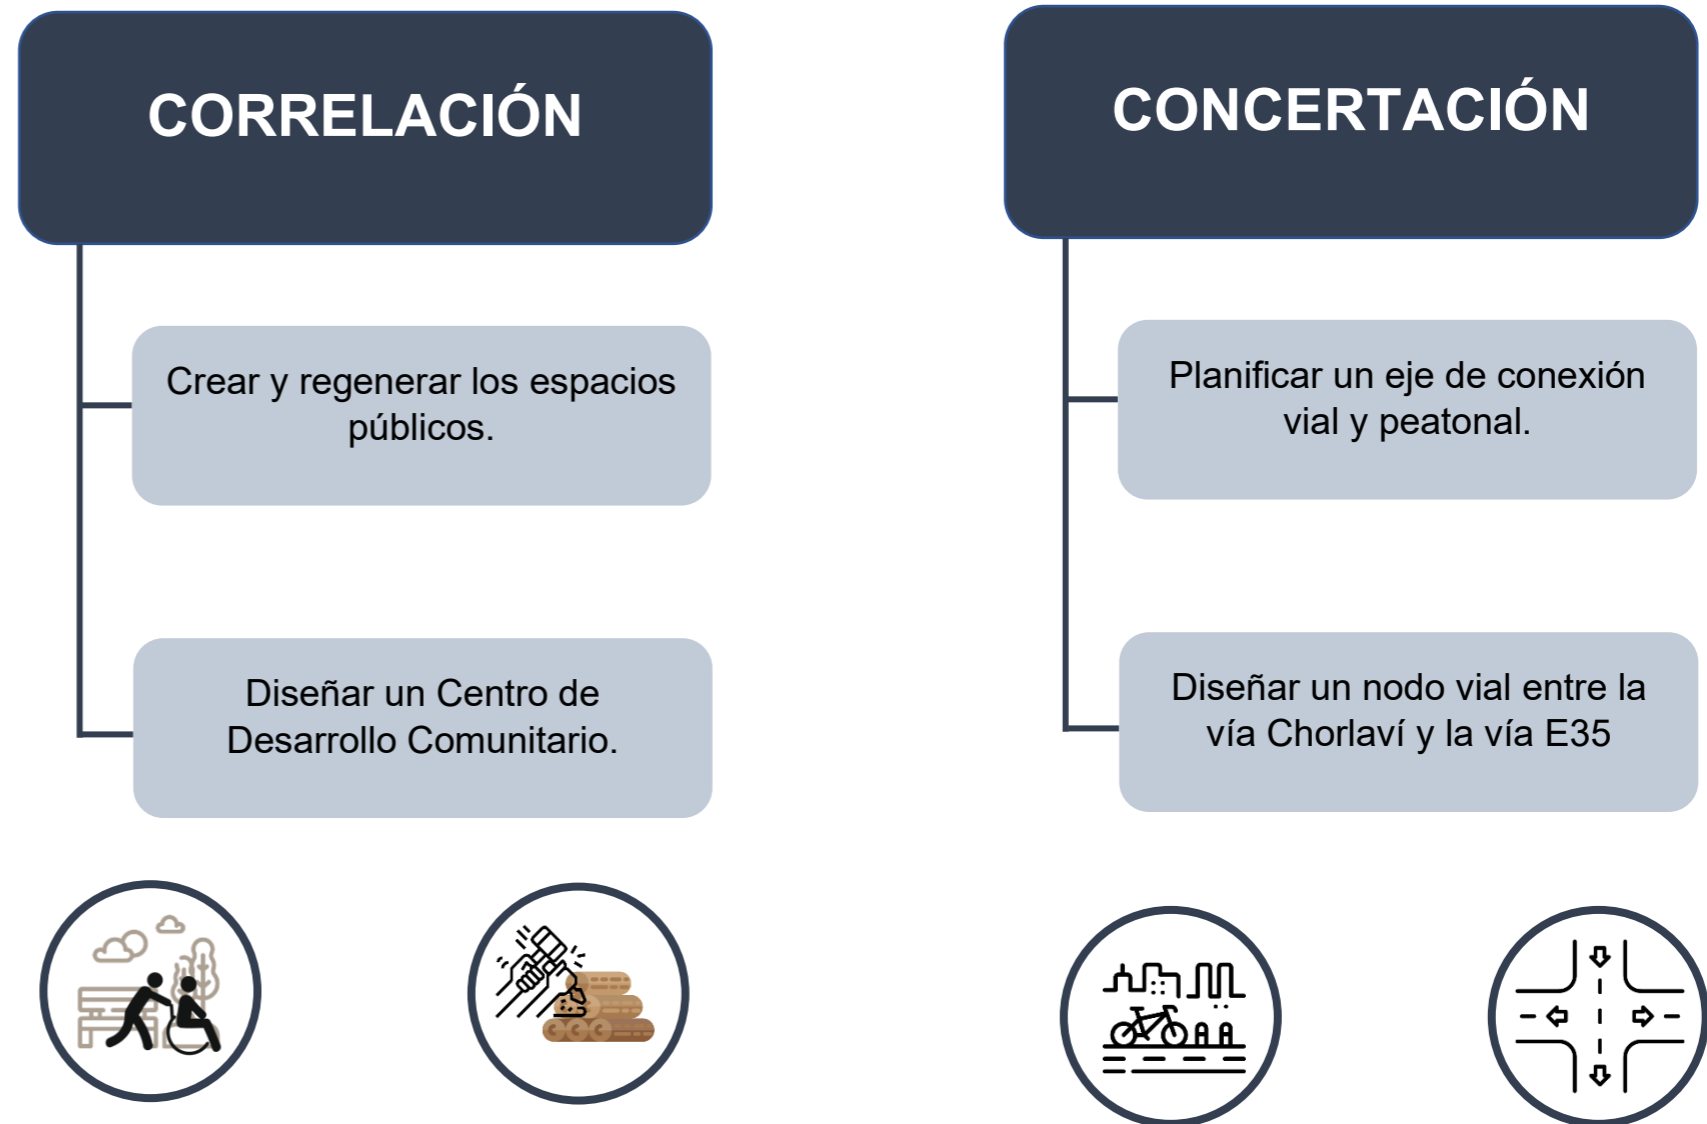 CORRELACIÓN
Crear y regenerar los espacios
públicos.
Diseñar un Centro de
Desarrollo Comunitario.
CONCERTACIÓN
Planificar un eje de conexión
vial y peatonal.
Diseñar un nodo vial entre la
vía Chorlaví y la vía E35